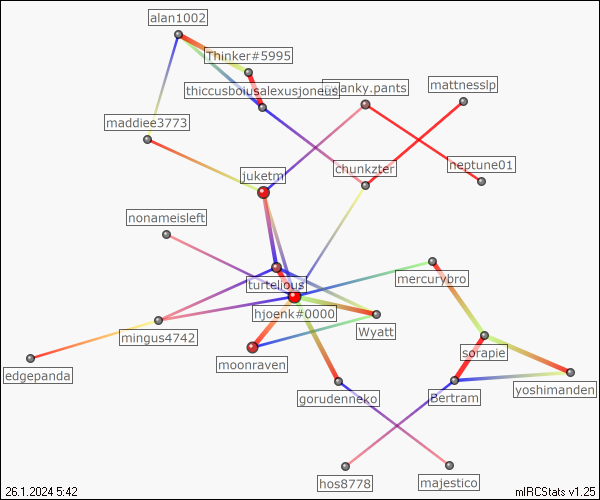 alan1002
Thinker#5995
thiccusboiusalexusjoneus
anky.pants
mattnesslp
maddiee3773
neptune01
chunkzter
juketm
nonameisleft
mercurybro
turtelious
hjoenk#0000
Wyatt
mingus4742
sorapie
moonraven
edgepanda
yoshimanden
gorudenneko
Bertram
hos8778
majestico
26.1.2024 5:42
mIRCStats v1.25